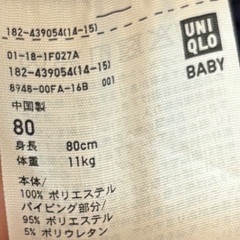 182-439054(14-15)
UNI
QLO
BABY
01-18-1F027A
182-439054(14-15)
8948-00FA-16B 001
中国製
80
身長 80cm
体重 11kg
本体/
100% ポリエステル
パイピング部分/
95% ポリエステル
5% ポリウレタン